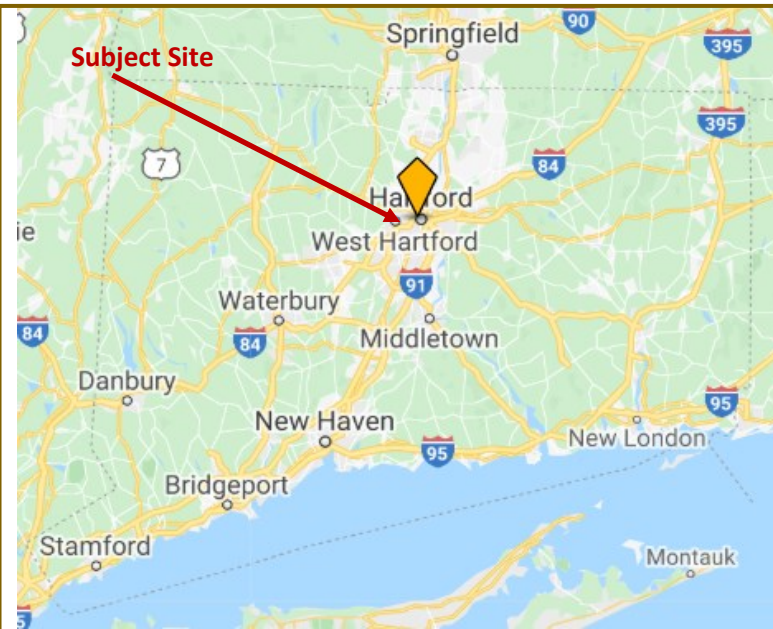 Springfield
90
395
Subject Site
395
7
84
Hartford
ie
West Hartford
91
Waterbury
84
84
Middletown
Danbury
95
New Haven
New London
95
Bridgeport
Stamford
Montauk
5